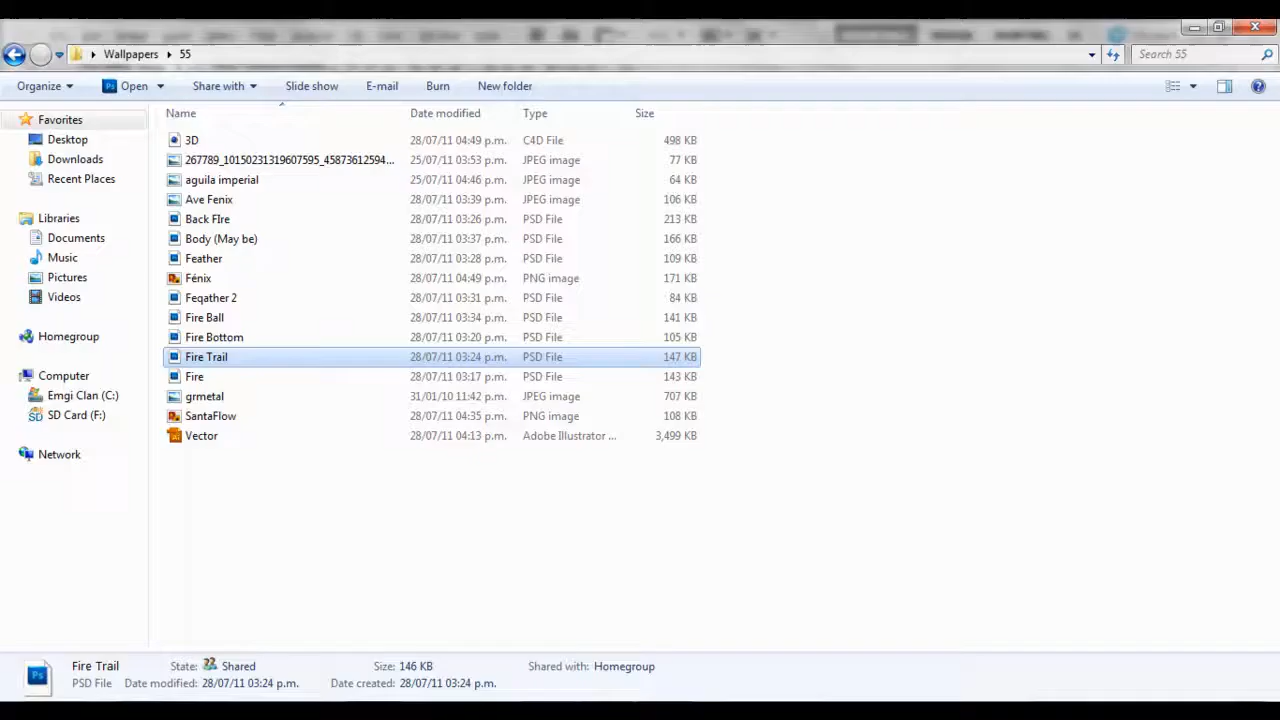 Wallpapers 55
Search 55
Organize Ps Open Share with Slide show E-mail Burn New folder
Favorites
Desktop
Downloads
Recent Places
Libraries
Documents
Music
Pictures
Videos
Homegroup
Computer
Emgi Clan (C:)
SD Card (F:)
Network
Name Date modified Type Size
3D 28/07/11 04:49 p.m. C4D File 498 KB
267789_10150231319607595_45873612594... 25/07/11 03:53 p.m. JPEG image 77 KB
aguila imperial 25/07/11 04:46 p.m. JPEG image 64 KB
Ave Fenix 28/07/11 03:39 p.m. JPEG image 106 KB
Back FIre 28/07/11 03:26 p.m. PSD File 213 KB
Body (May be) 28/07/11 03:37 p.m. PSD File 166 KB
Feather 28/07/11 03:28 p.m. PSD File 109 KB
Fénix 28/07/11 04:49 p.m. PNG image 171 KB
Feqather 2 28/07/11 03:31 p.m. PSD File 84 KB
Fire Ball 28/07/11 03:34 p.m. PSD File 141 KB
Fire Bottom 28/07/11 03:20 p.m. PSD File 105 KB
Fire Trail 28/07/11 03:24 p.m. PSD File 147 KB
Fire 28/07/11 03:17 p.m. PSD File 143 KB
grmetal 31/01/10 11:42 p.m. JPEG image 707 KB
SantaFlow 28/07/11 04:35 p.m. PNG image 108 KB
Vector 28/07/11 04:13 p.m. Adobe Illustrator ... 3,499 KB
Ps
Fire Trail State: Shared Size: 146 KB Shared with: Homegroup
PSD File Date modified: 28/07/11 03:24 p.m. Date created: 28/07/11 03:24 p.m.